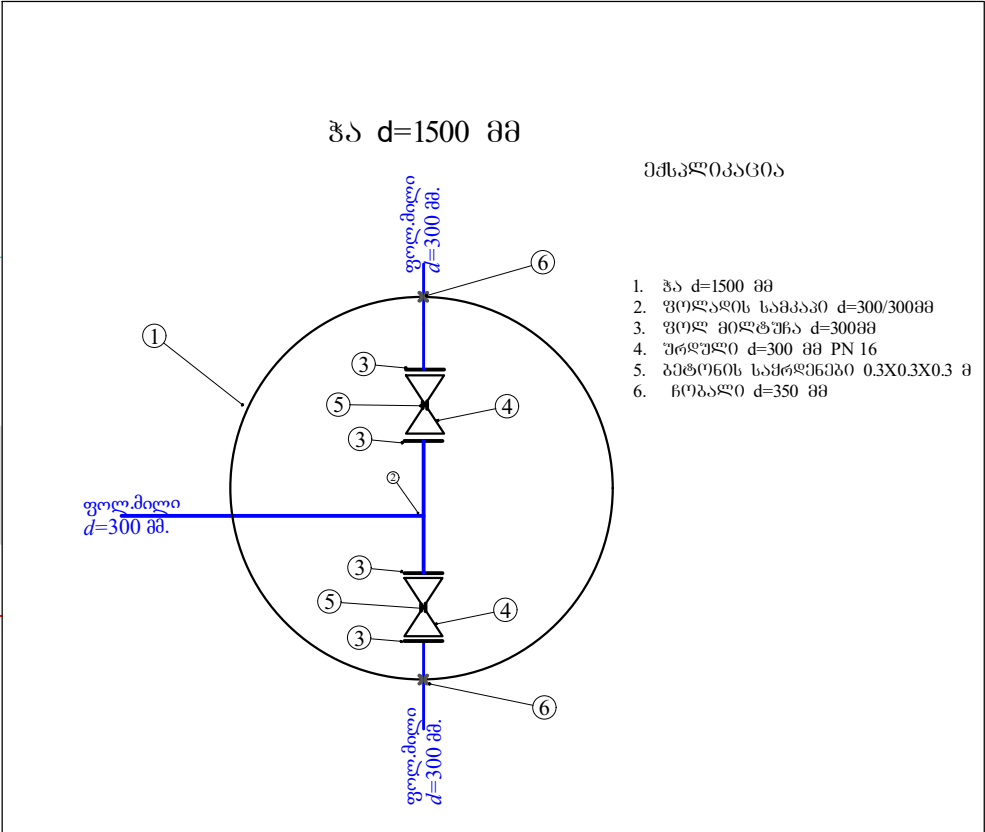 ჭა d=1500 მმ
ექსპლიკაცია
1. ჭა d=1500 მმ
2. ფოლადის სამკაპი d=300/300მმ
3. ფოლ მილტუჩა d=300მმ
4. ურდული d=300 მმ PN 16
5. ბეტონის საყრდენები 0.3X0.3X0.3 მ
6. ჩობალი d=350 მმ
ფოლ.მილი
d=300 მმ.
6
1
3
5
4
3
2
ფოლ.მილი
d=300 მმ.
3
5
4
3
6
ფოლ.მილი
d=300 მმ.